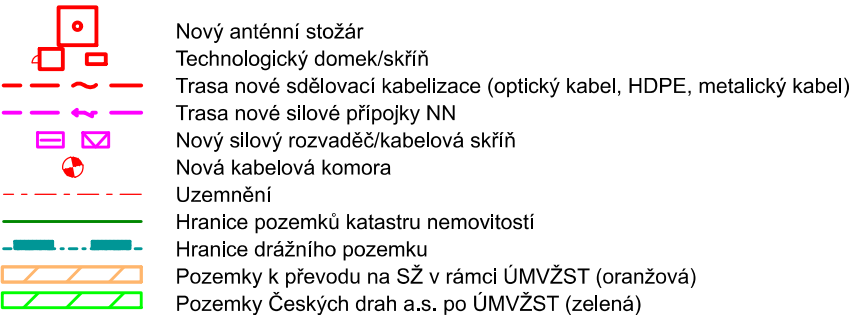 Nový anténní stožár
Technologický domek/skříň
Trasa nové sdělovací kabelizace (optický kabel, HDPE, metalický kabel)
Trasa nové silové přípojky NN
Nový silový rozvaděč/kabelová skříň
Nová kabelová komora
Uzemnění
Hranice pozemků katastru nemovitostí
Hranice drážního pozemku
Pozemky k převodu na SŽ v rámci ÚMVŽST (oranžová)
Pozemky Českých drah a.s. po ÚMVŽST (zelená)